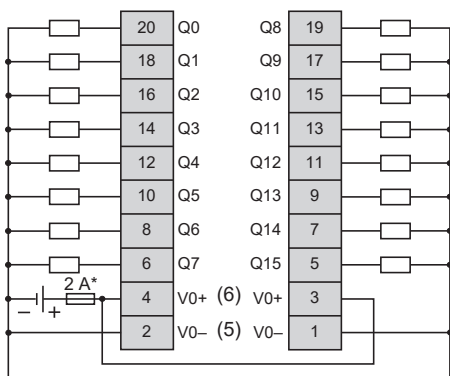 20 Q0 Q8 19
18 Q1 Q9 17
16 Q2 Q10 15
14 Q3 Q11 13
12 Q4 Q12 11
10 Q5 Q13 9
8 Q6 Q14 7
6 Q7 Q15 5
2 A*
− + 4 V0+ (6) V0+ 3
2 V0− (5) V0− 1